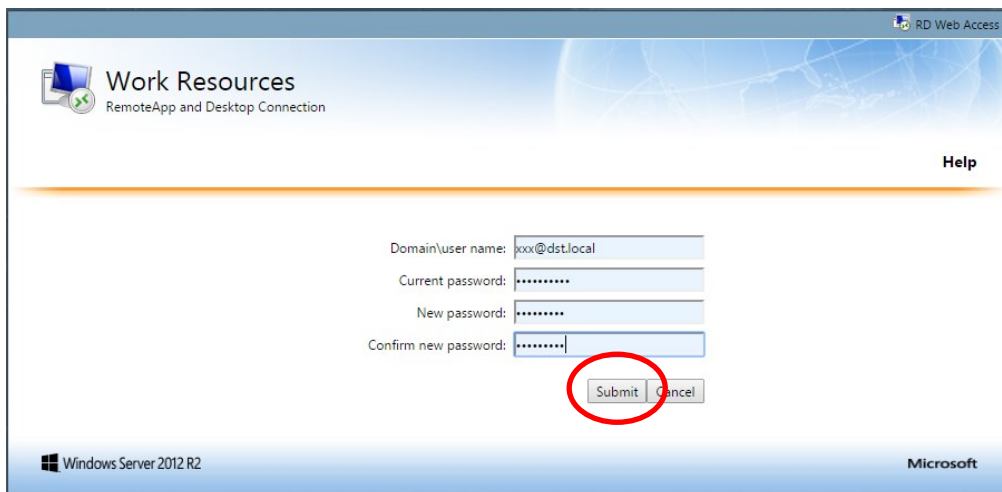 RD Web Access
Work Resources
RemoteApp and Desktop Connection
Help
Domain\user name: xxx@dst.local
Current password: ••••••••••
New password: •••••••••
Confirm new password: •••••••••
Submit Cancel
Windows Server 2012 R2 Microsoft